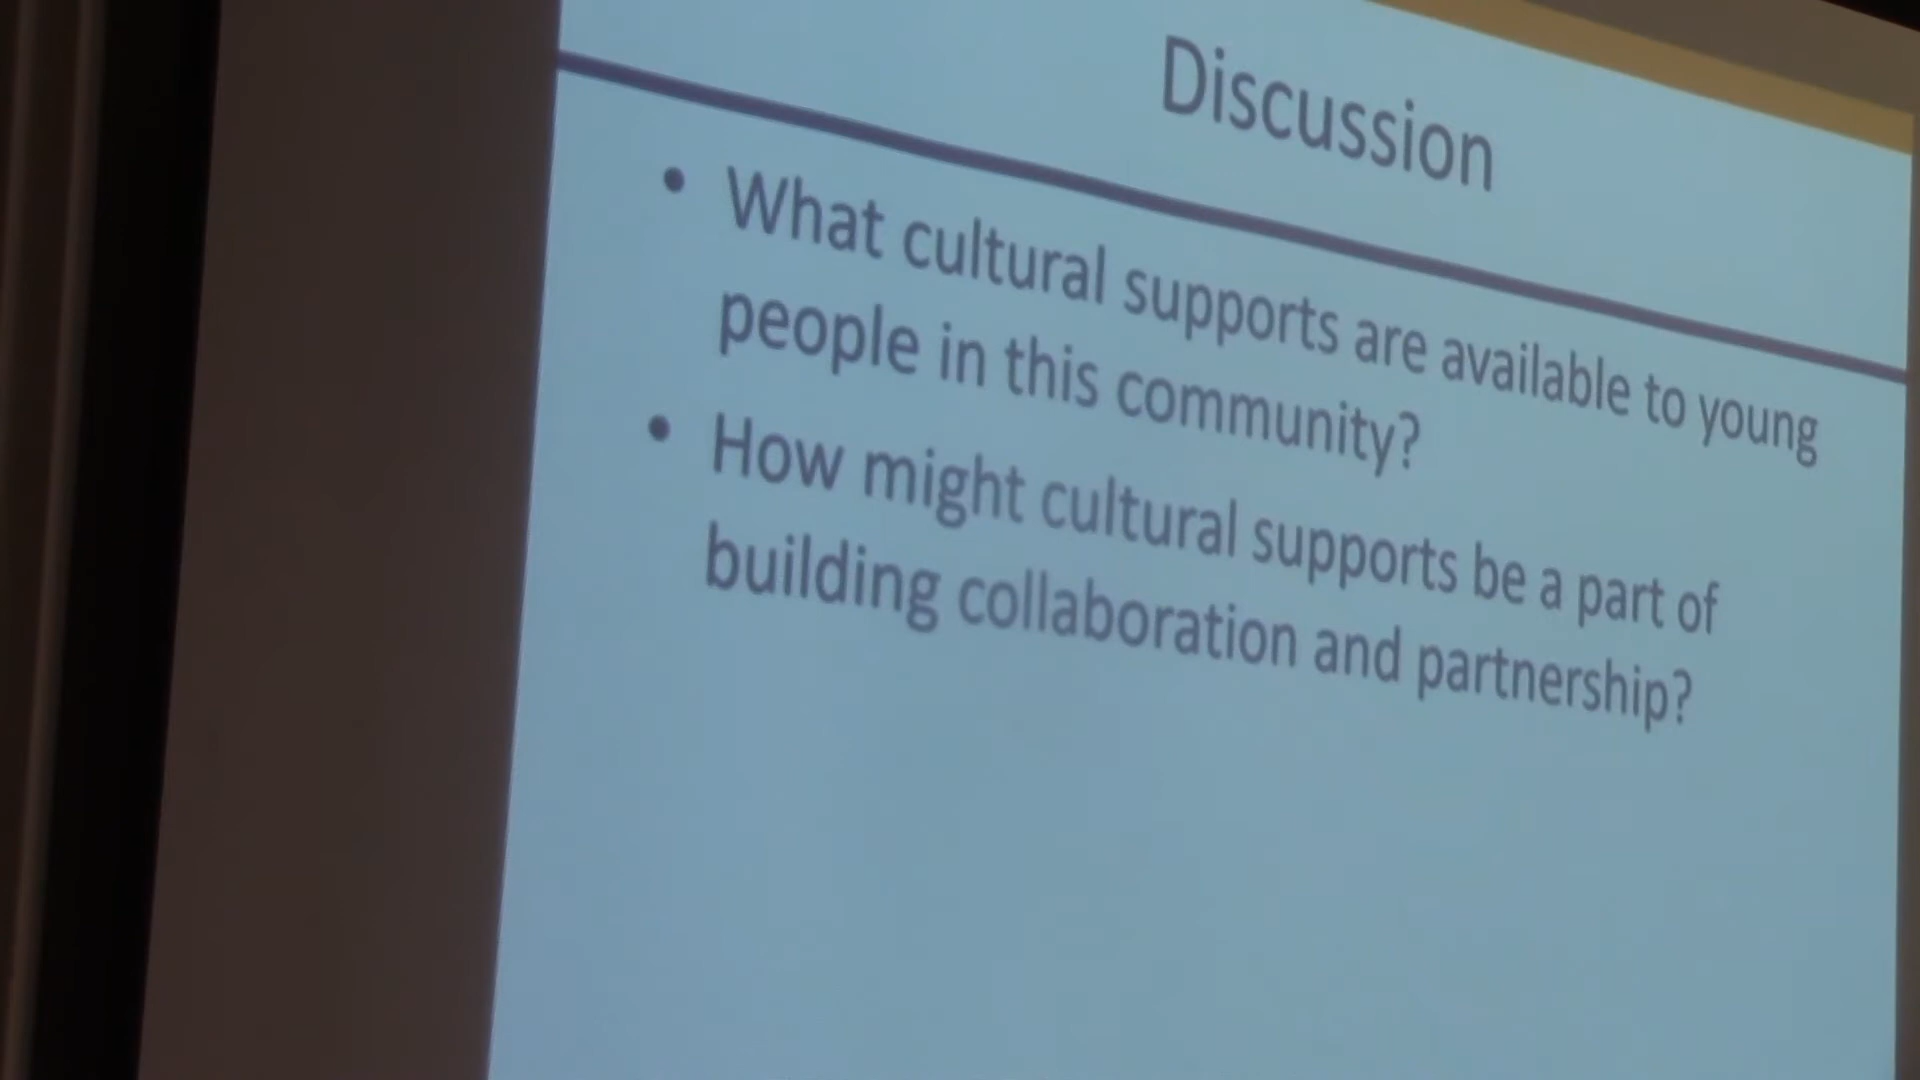 Discussion
• What cultural supports are available to young
people in this community?
• How might cultural supports be a part of
building collaboration and partnership?